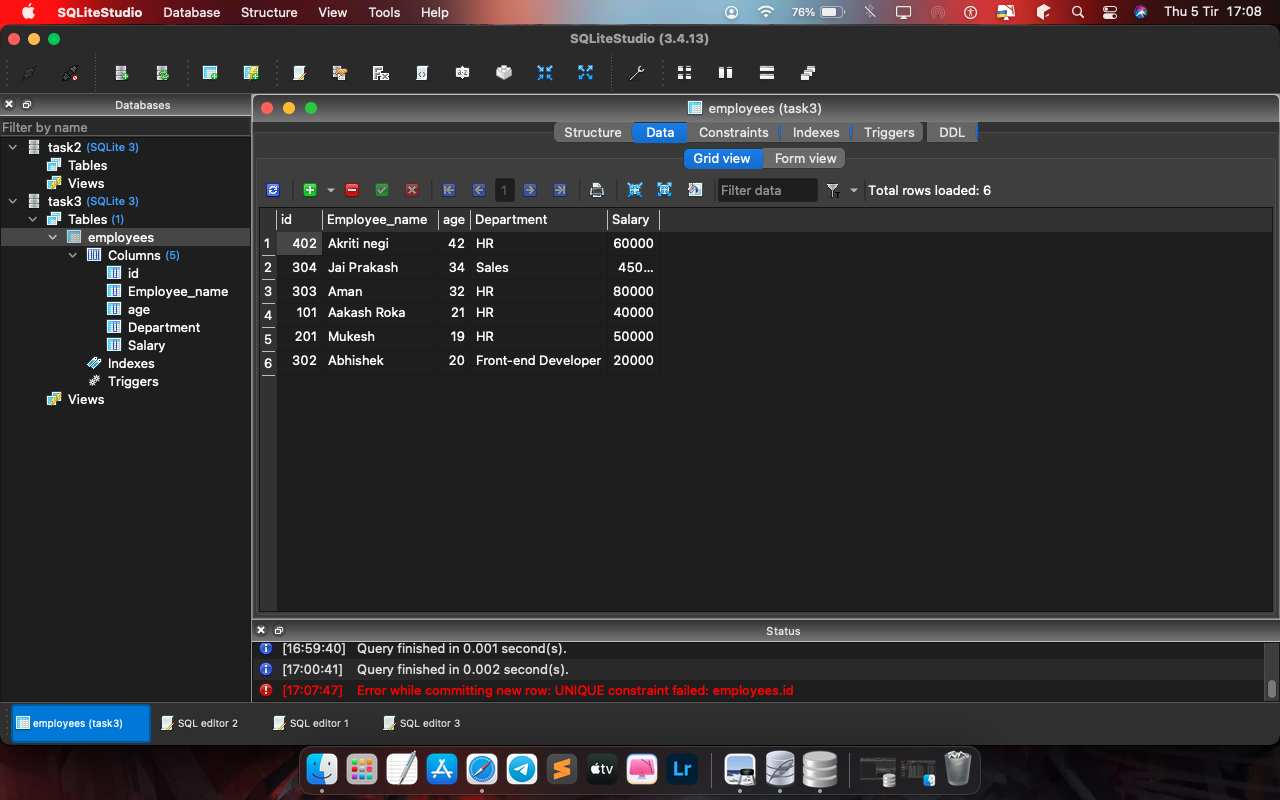 SQLiteStudio Database Structure View Tools Help 76% Thu 5 Tir 17:08
SQLiteStudio (3.4.13)
Databases
Filter by name
task2 (SQLite 3)
Tables
Views
task3 (SQLite 3)
Tables (1)
employees
Columns (5)
id
Employee_name
age
Department
Salary
Indexes
Triggers
Views
employees (task3)
Structure Data Constraints Indexes Triggers DDL
Grid view Form view
1 Filter data Total rows loaded: 6
id Employee_name age Department Salary
1 402 Akriti negi 42 HR 60000
2 304 Jai Prakash 34 Sales 450...
3 303 Aman 32 HR 80000
4 101 Aakash Roka 21 HR 40000
5 201 Mukesh 19 HR 50000
6 302 Abhishek 20 Front-end Developer 20000
Status
[16:59:40] Query finished in 0.001 second(s).
[17:00:41] Query finished in 0.002 second(s).
[17:07:47] Error while committing new row: UNIQUE constraint failed: employees.id
employees (task3) SQL editor 2 SQL editor 1 SQL editor 3
tv Lr